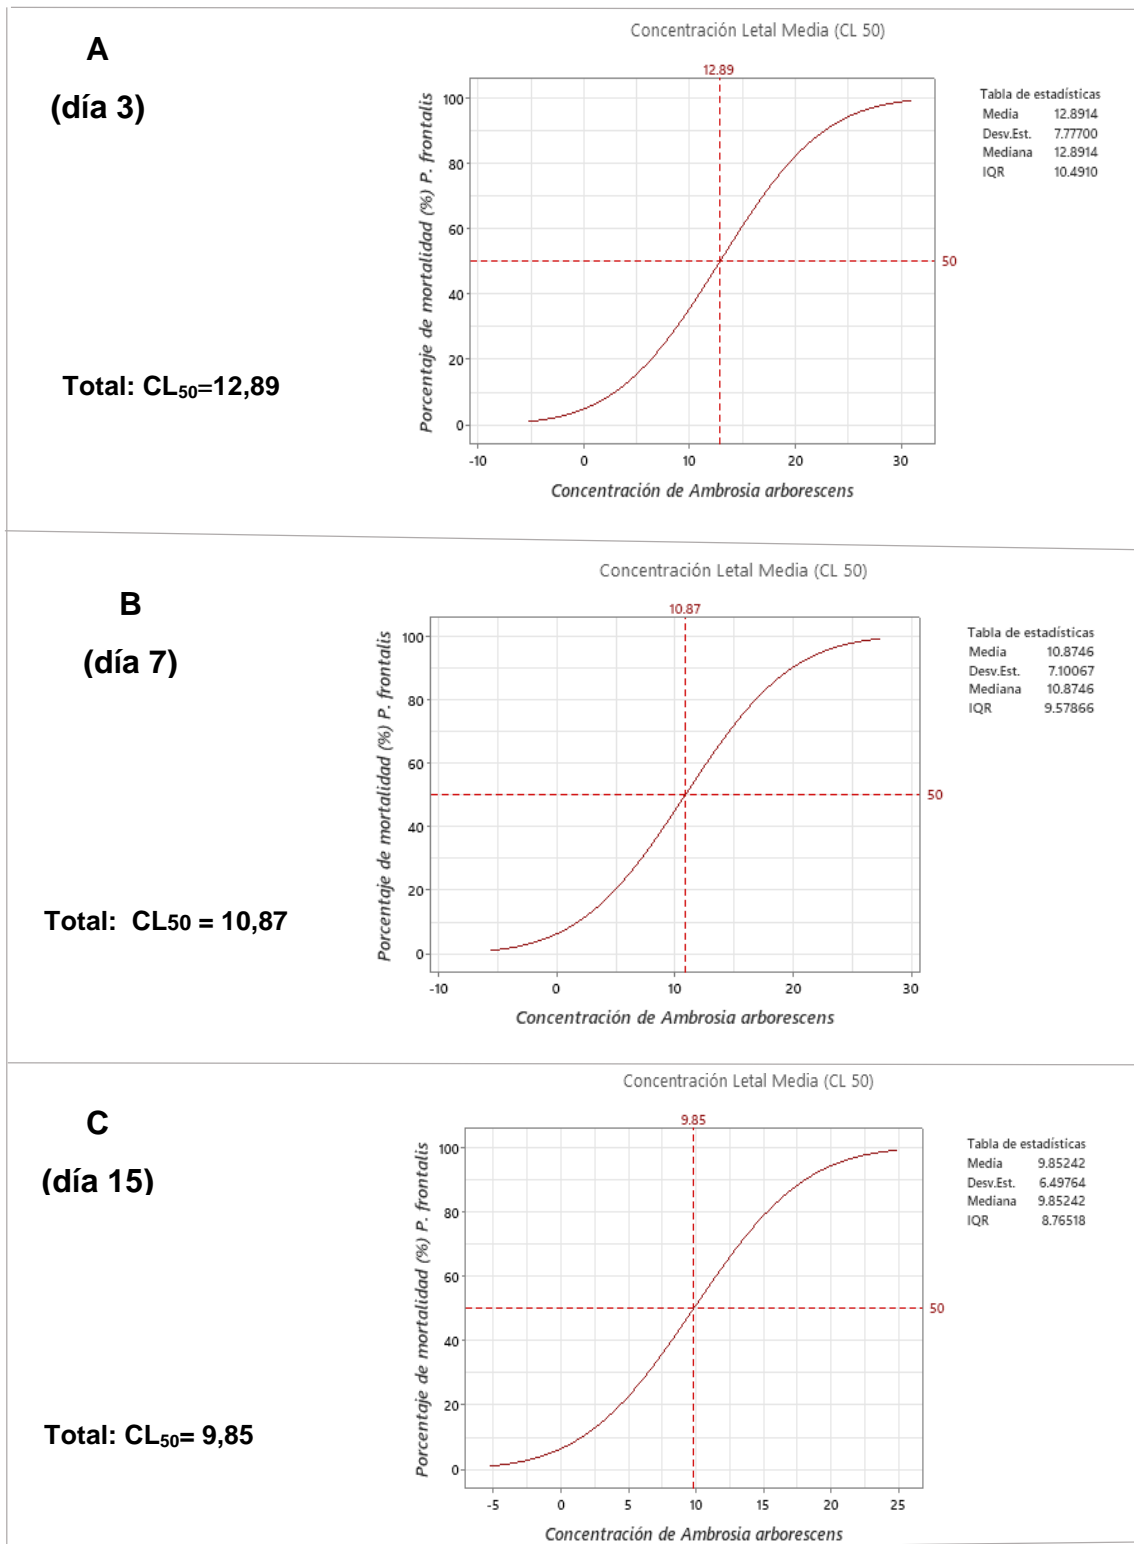 A
(día 3)
Total: CL50=12,89
Concentración Letal Media (CL 50)
12.89
Porcentaje de mortalidad (%) P. frontalis
100
80
60
40
20
0
50
-10 0 10 20 30
Concentración de Ambrosia arborescens
Tabla de estadísticas
Media 12.8914
Desv.Est. 7.77700
Mediana 12.8914
IQR 10.4910
B
(día 7)
Total: CL50 = 10,87
Concentración Letal Media (CL 50)
10.87
Porcentaje de mortalidad (%) P. frontalis
100
80
60
40
20
0
50
-10 0 10 20 30
Concentración de Ambrosia arborescens
Tabla de estadísticas
Media 10.8746
Desv.Est. 7.10067
Mediana 10.8746
IQR 9.57866
C
(día 15)
Total: CL50= 9,85
Concentración Letal Media (CL 50)
9.85
Porcentaje de mortalidad (%) P. frontalis
100
80
60
40
20
0
50
-5 0 5 10 15 20 25
Concentración de Ambrosia arborescens
Tabla de estadísticas
Media 9.85242
Desv.Est. 6.49764
Mediana 9.85242
IQR 8.76518